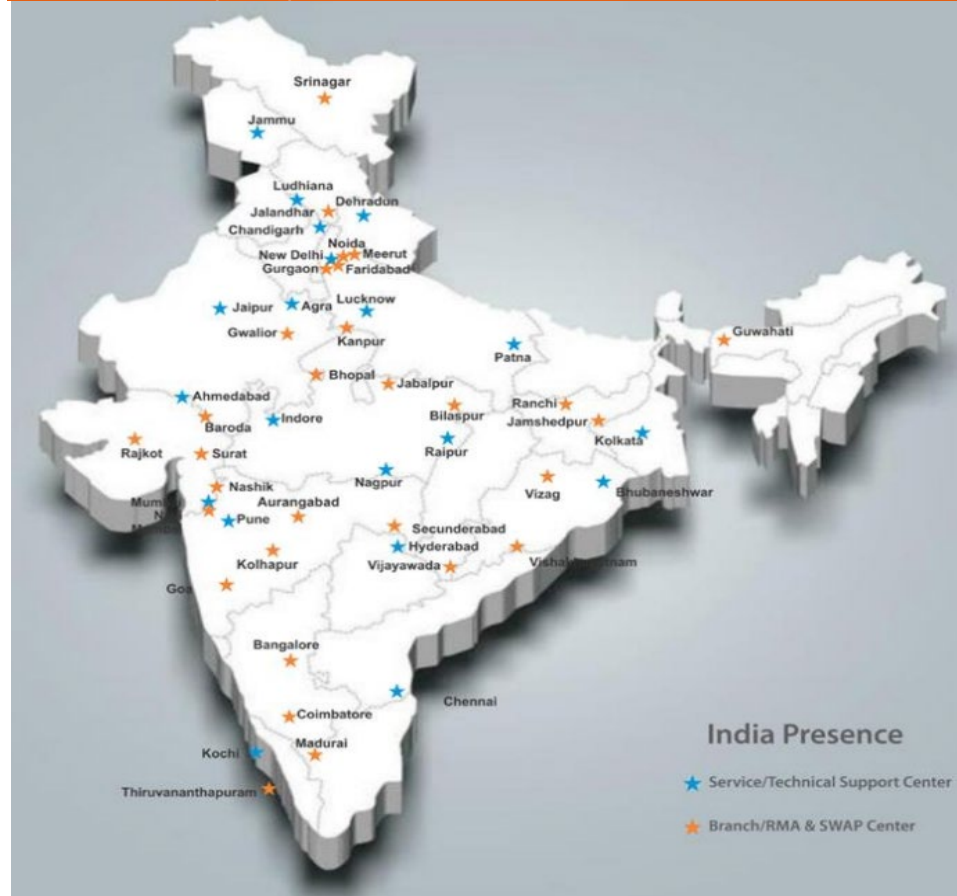 Srinagar
Jammu
Ludhiana
Dehradun
Jalandhar
Chandigarh
Noida
New Delhi
Meerut
Gurgaon
Faridabad
Jaipur
Agra
Lucknow
Gwalior
Kanpur
Guwahati
Patna
Bhopal
Jabalpur
Ahmedabad
Baroda
Indore
Bilaspur
Ranchi
Jamshedpur
Kolkata
Rajkot
Surat
Raipur
Nagpur
Nashik
Aurangabad
Vizag
Bhubaneshwar
Pune
Secunderabad
Hyderabad
Kolhapur
Vijayawada
Goa
Bangalore
Chennai
Coimbatore
Madurai
Kochi
Thiruvananthapuram
India Presence
Service/Technical Support Center
Branch/RMA & SWAP Center